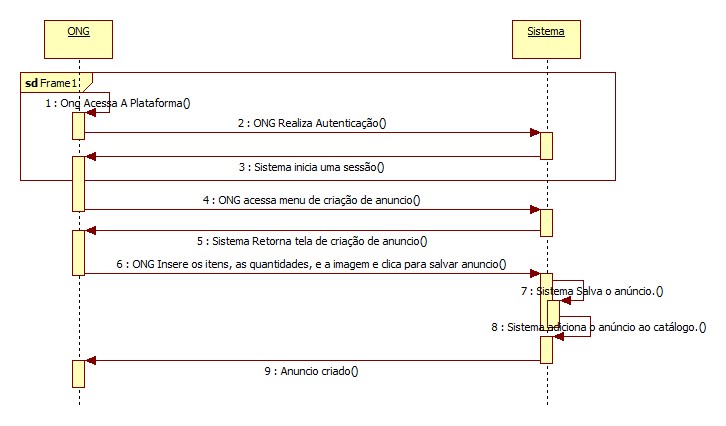 ONG
Sistema
sd Frame1
1 : Ong Acessa A Plataforma()
2 : ONG Realiza Autenticação()
3 : Sistema inicia uma sessão()
4 : ONG acessa menu de criação de anuncio()
5 : Sistema Retorna tela de criação de anuncio()
6 : ONG Insere os itens, as quantidades, e a imagem e clica para salvar anuncio()
7 : Sistema Salva o anúncio.()
8 : Sistema adiciona o anúncio ao catálogo.()
9 : Anuncio criado()